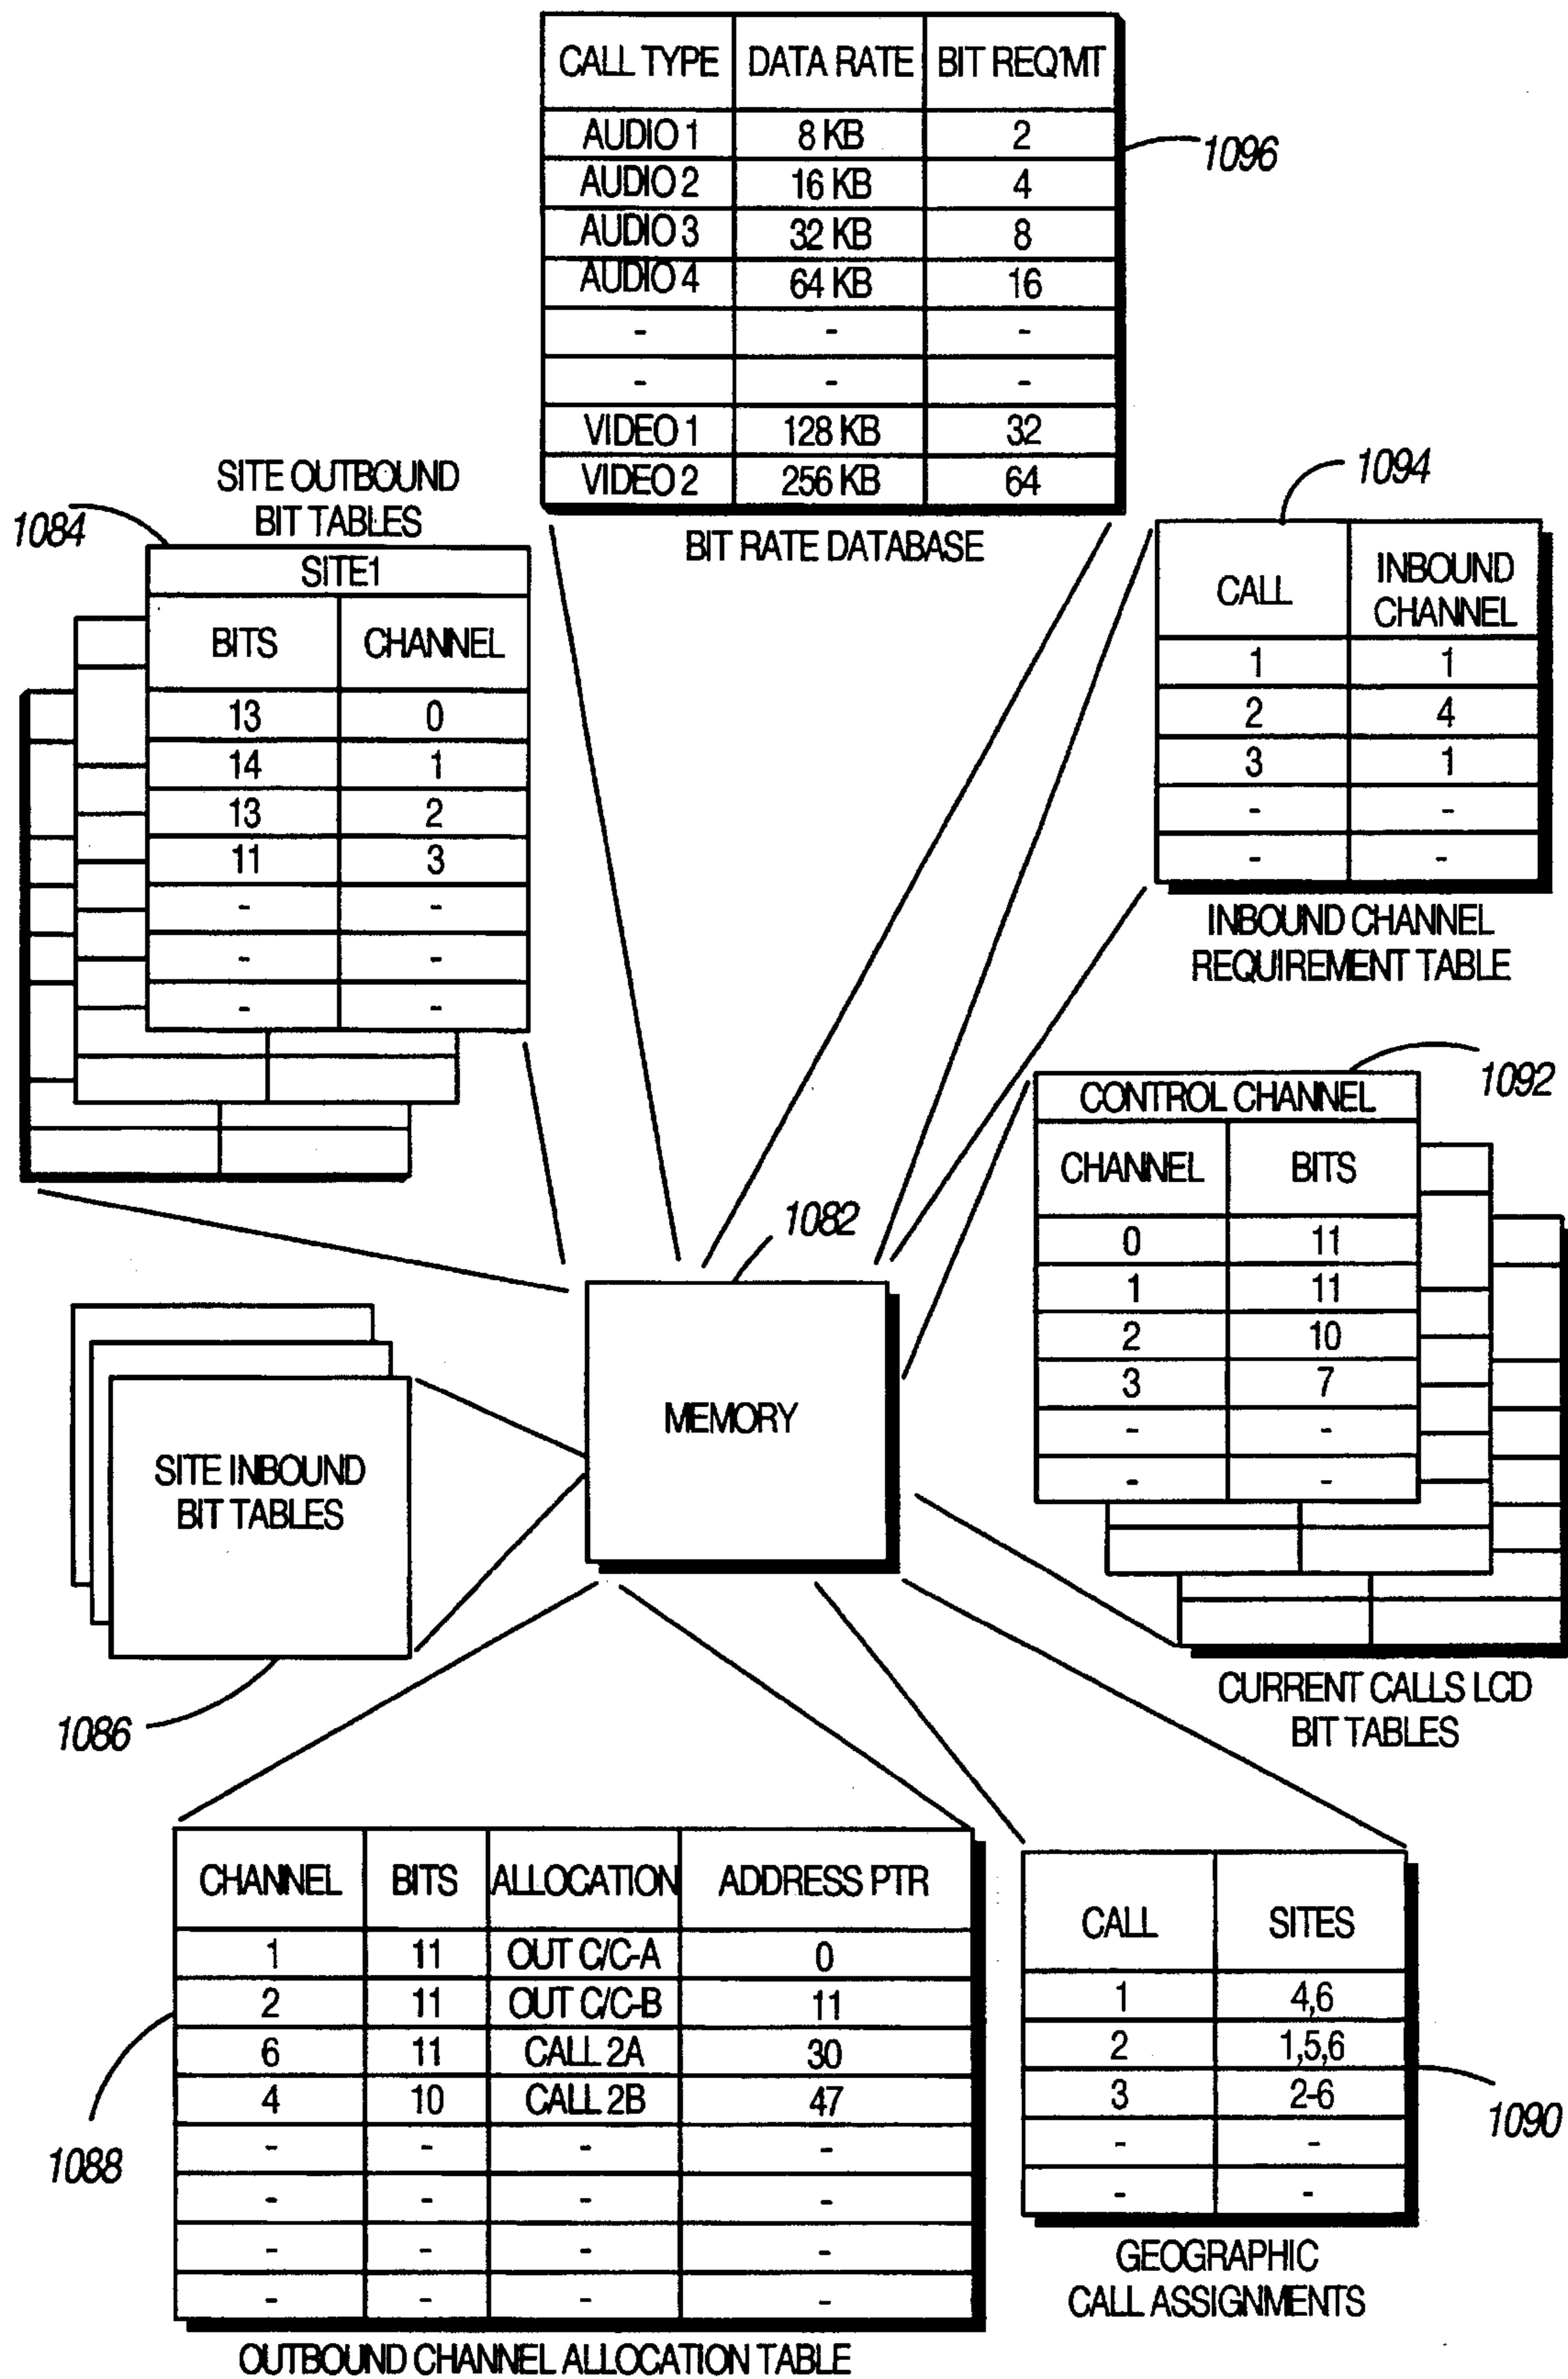 CALL TYPE DATA RATE BIT REQ'MT
AUDIO 1 8 KB 2
AUDIO 2 16 KB 4
AUDIO 3 32 KB 8
AUDIO 4 64 KB 16
- - -
- - -
VIDEO 1 128 KB 32
VIDEO 2 256 KB 64
BIT RATE DATABASE
1096
SITE OUTBOUND
BIT TABLES
1084
SITE1
BITS CHANNEL
13 0
14 1
13 2
11 3
- -
- -
- -
1094
CALL INBOUND
CHANNEL
1 1
2 4
3 1
- -
- -
INBOUND CHANNEL
REQUIREMENT TABLE
1092
CONTROL CHANNEL
CHANNEL BITS
0 11
1 11
2 10
3 7
- -
- -
CURRENT CALLS LCD
BIT TABLES
1082
MEMORY
SITE INBOUND
BIT TABLES
1086
CHANNEL BITS ALLOCATION ADDRESS PTR
1 11 OUT C/C-A 0
2 11 OUT C/C-B 11
6 11 CALL 2A 30
4 10 CALL 2B 47
- - - -
- - - -
- - - -
- - - -
1088
OUTBOUND CHANNEL ALLOCATION TABLE
CALL SITES
1 4,6
2 1,5,6
3 2-6
- -
- -
1090
GEOGRAPHIC
CALL ASSIGNMENTS